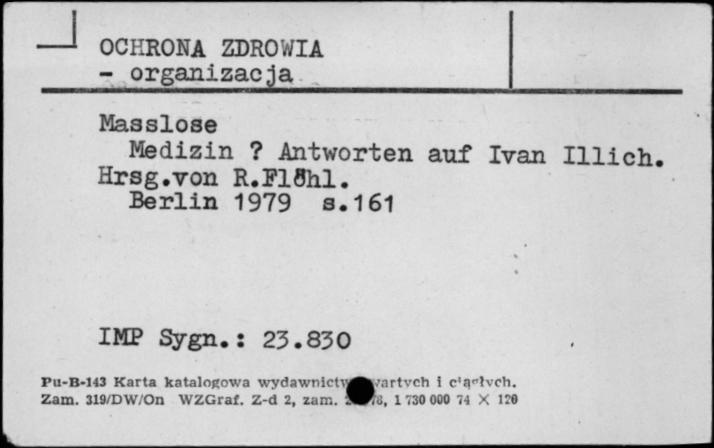 OCHRONA ZDROWIA
- organizacja
Masslose
Medizin ? Antworten auf Ivan Illich.
Hrsg.von R.Flöhl.
Berlin 1979 s.161
IMP Sygn.: 23.830
Pu-B-143 Karta katalogowa i
Zam. 319/DW/On WZGraf. Z-d 2, zam. 1 730 000 74 × 120